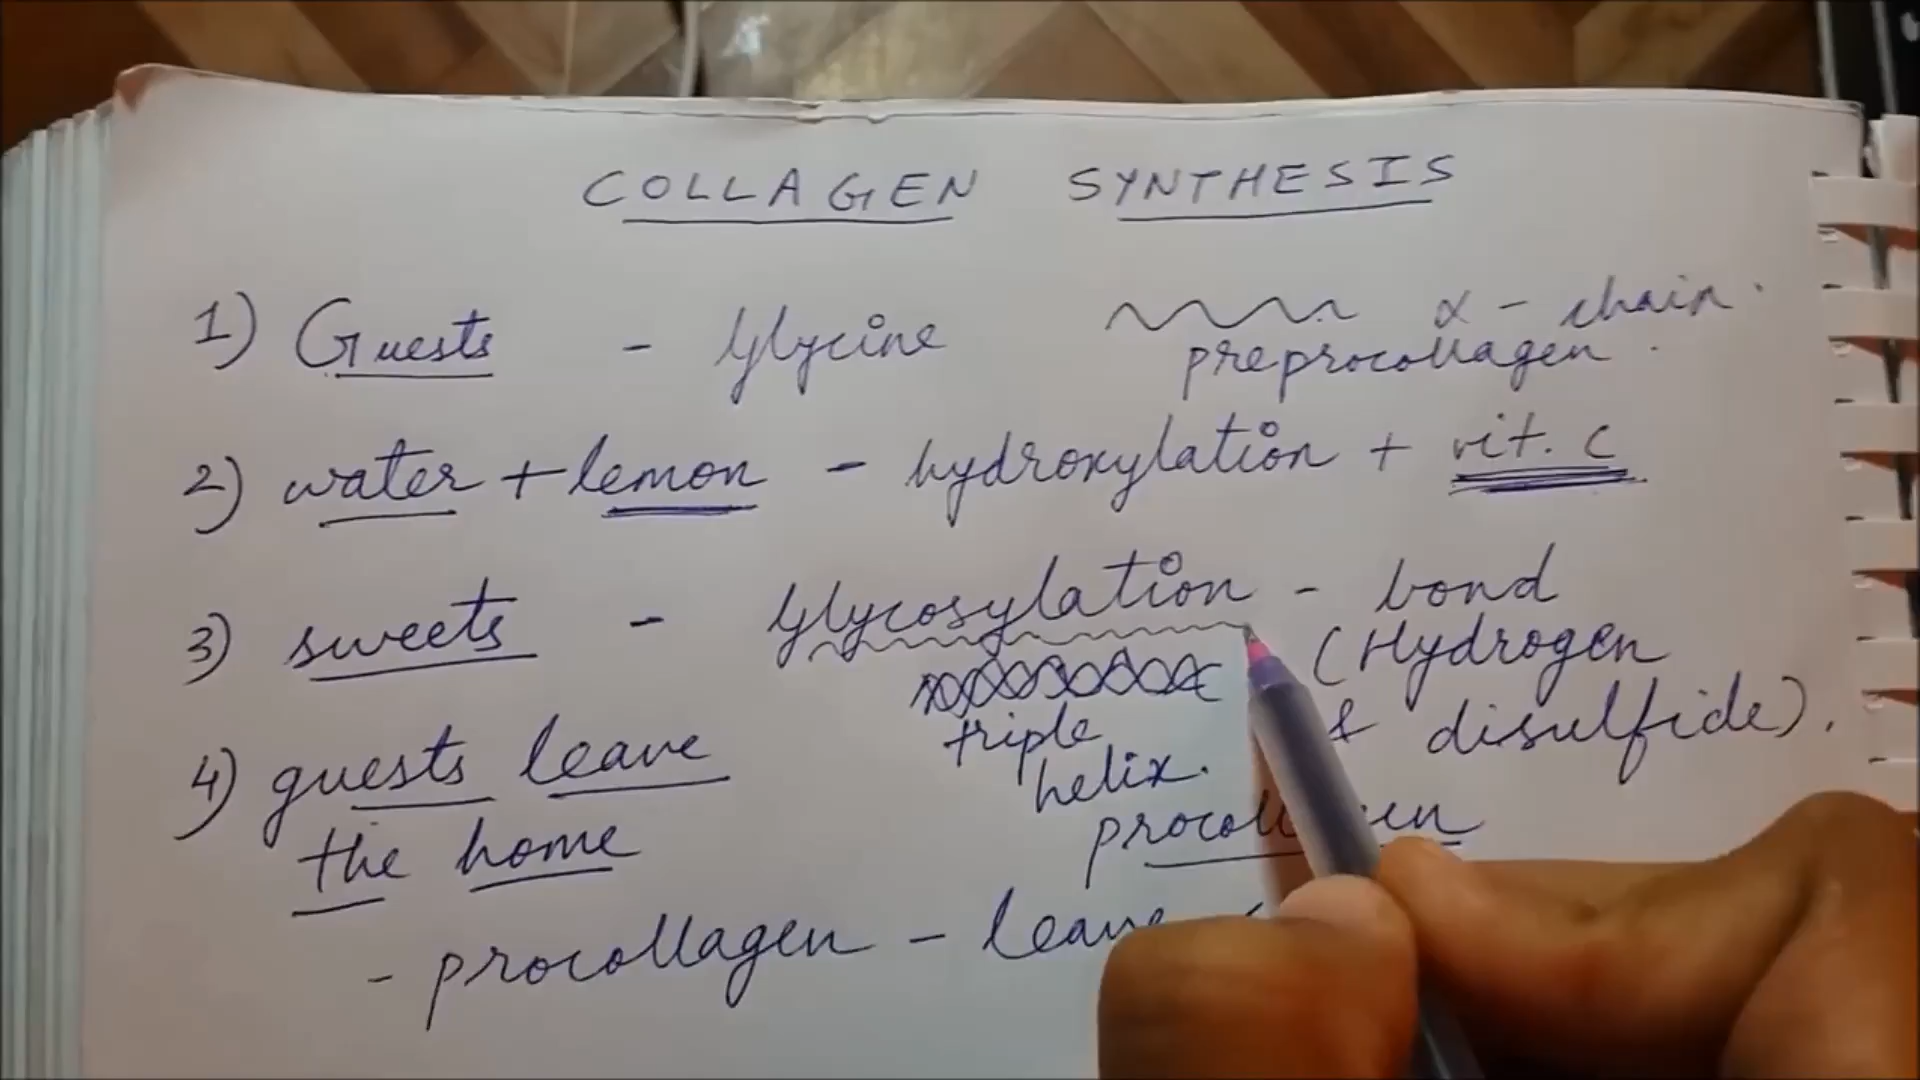 COLLAGEN SYNTHESIS
1) Guests - Glycine α - chain.
preprocollagen.
2) water + lemon - hydroxylation + vit. C
3) sweets - Glycosylation - bond
(Hydrogen
& disulfide).
triple
helix.
procollagen
4) guests leave
the home
- procollagen - leave